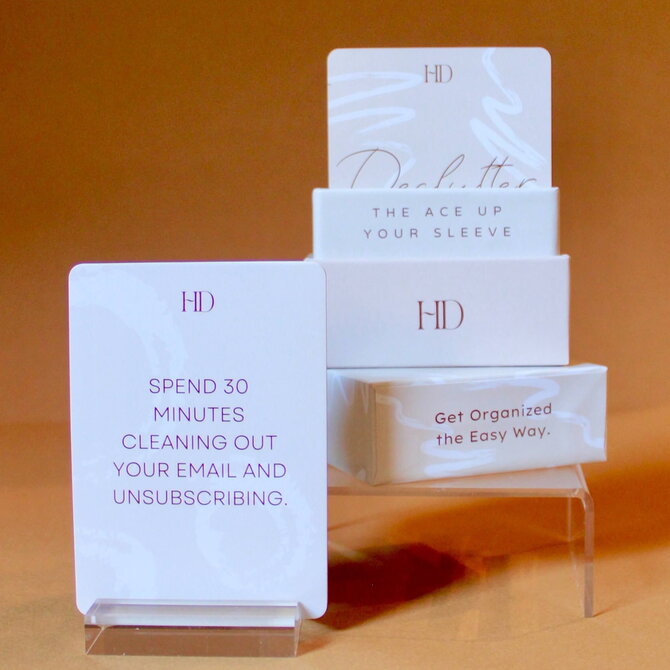 HD
Declutter
THE ACE UP
YOUR SLEEVE
HD
Get Organized
the Easy Way.
HD
SPEND 30
MINUTES
CLEANING OUT
YOUR EMAIL AND
UNSUBSCRIBING.